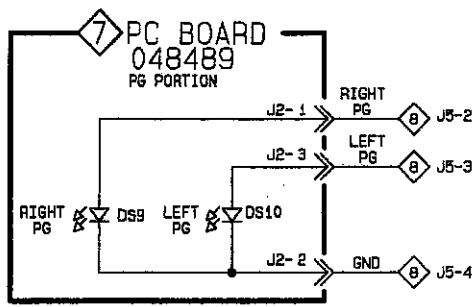 7 PC BOARD
048489
PG PORTION
J2-1 RIGHT PG 8 J5-2
J2-3 LEFT PG 8 J5-3
RIGHT PG DS9 LEFT PG DS10
J2-2 GND 8 J5-4